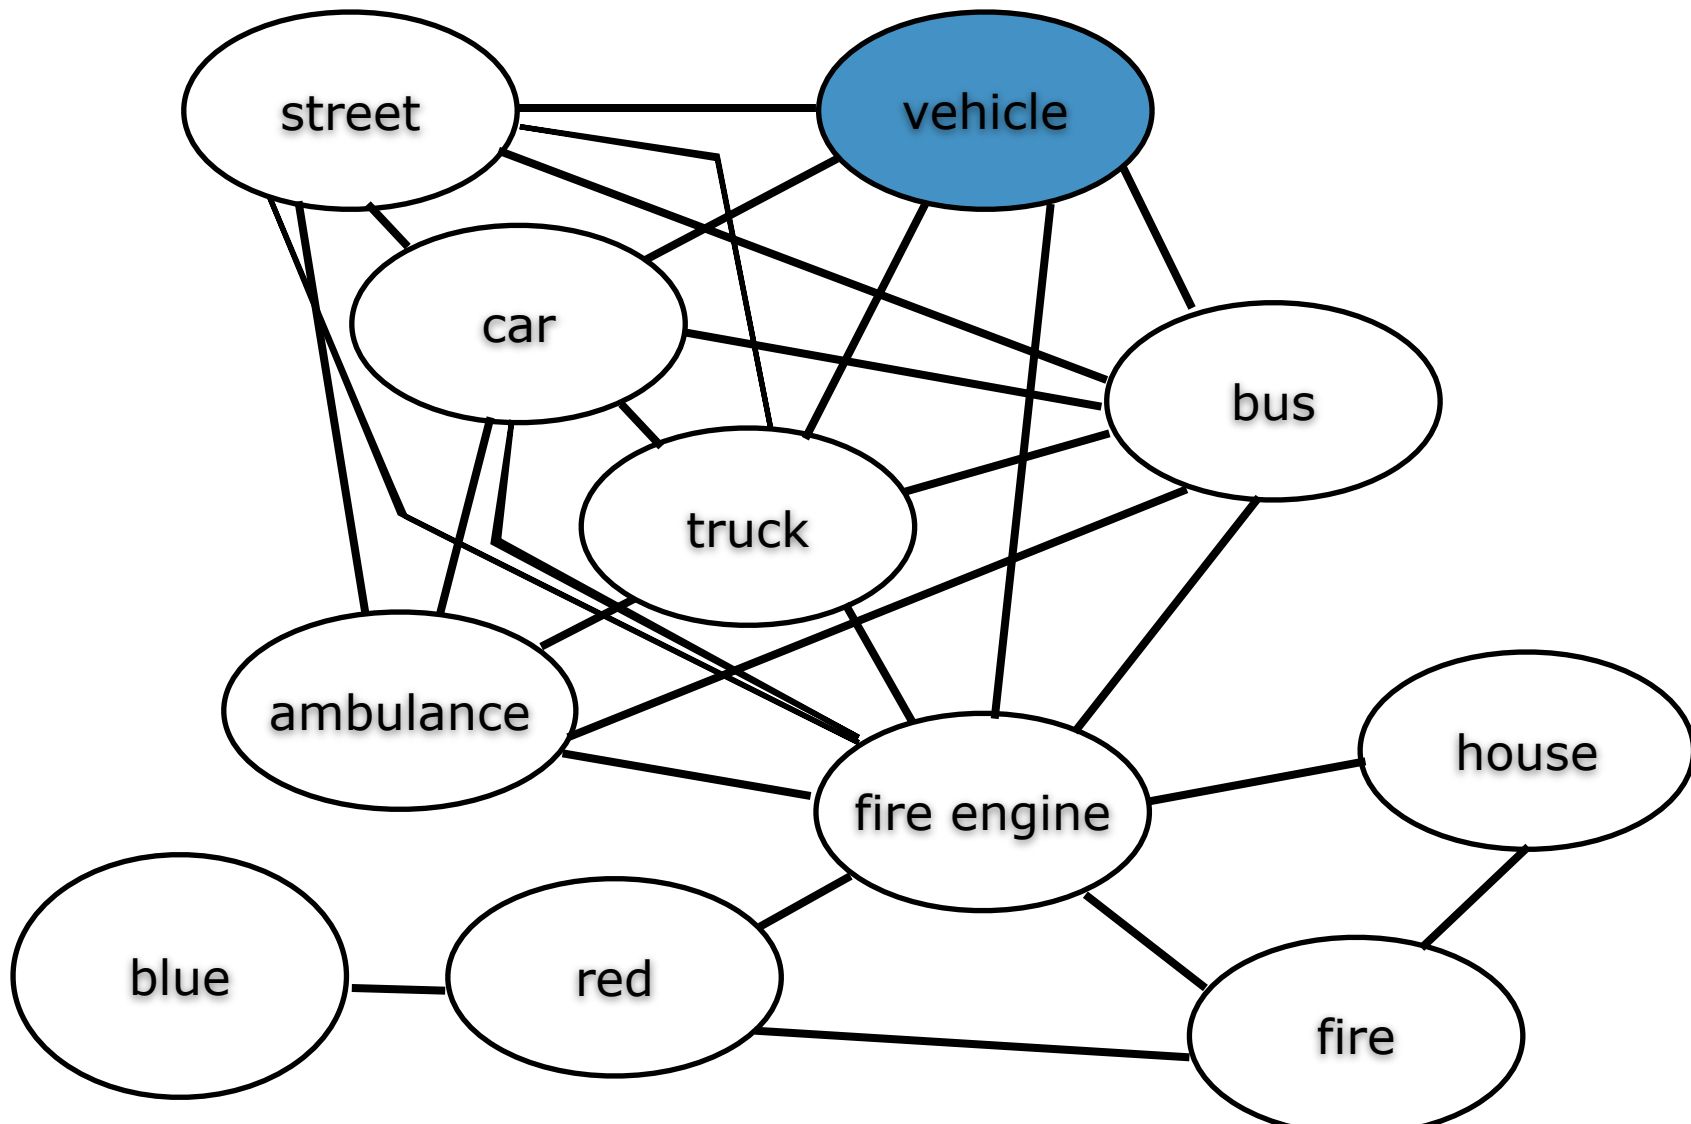 street
vehicle
car
bus
truck
ambulance
house
fire engine
blue
red
fire